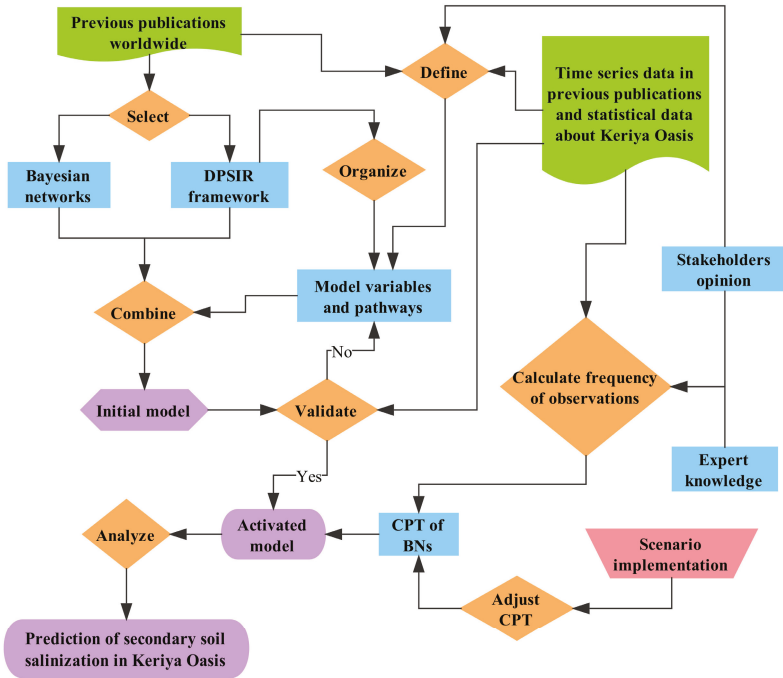 Previous publications
worldwide
Define
Time series data in
previous publications
and statistical data
about Keriya Oasis
Select
Bayesian
networks
DPSIR
framework
Organize
Stakeholders
opinion
Combine
Model variables
and pathways
No
Calculate frequency
of observations
Initial model
Validate
Yes
Expert
knowledge
Analyze
Activated
model
CPT of
BNs
Scenario
implementation
Adjust
CPT
Prediction of secondary soil
salinization in Keriya Oasis